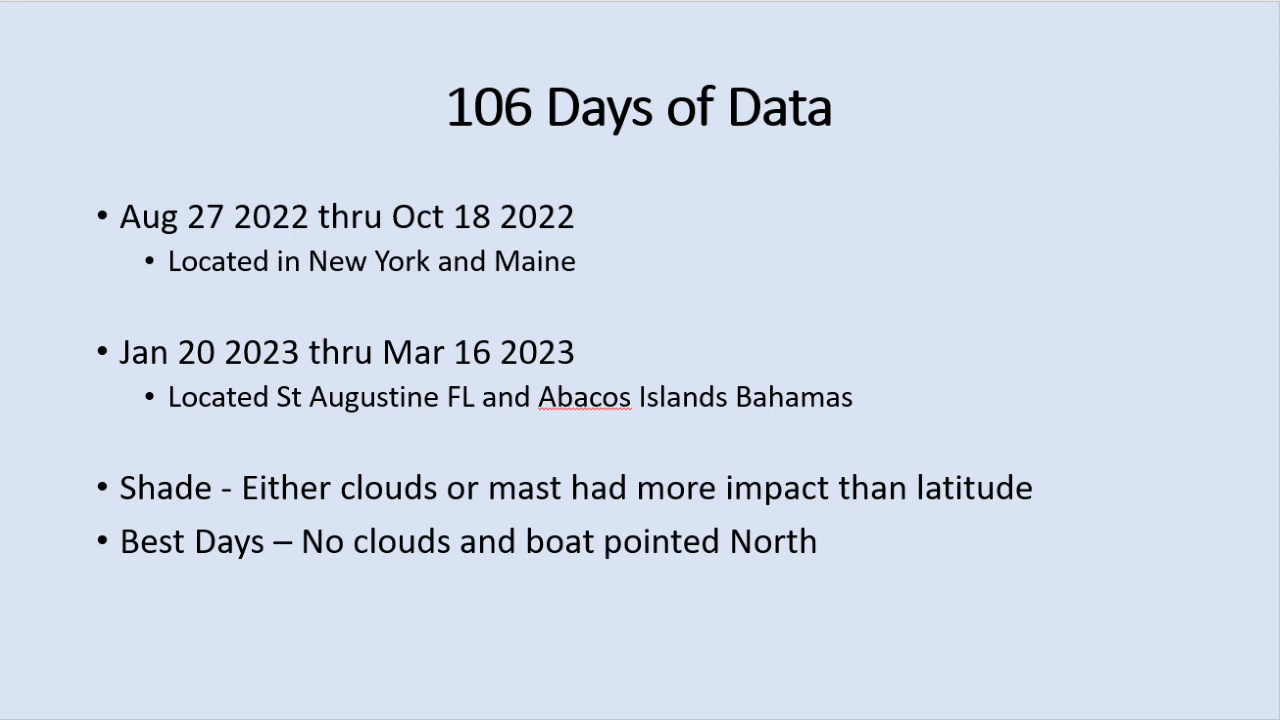 106 Days of Data
• Aug 27 2022 thru Oct 18 2022
• Located in New York and Maine
• Jan 20 2023 thru Mar 16 2023
• Located St Augustine FL and Abacos Islands Bahamas
• Shade - Either clouds or mast had more impact than latitude
• Best Days – No clouds and boat pointed North